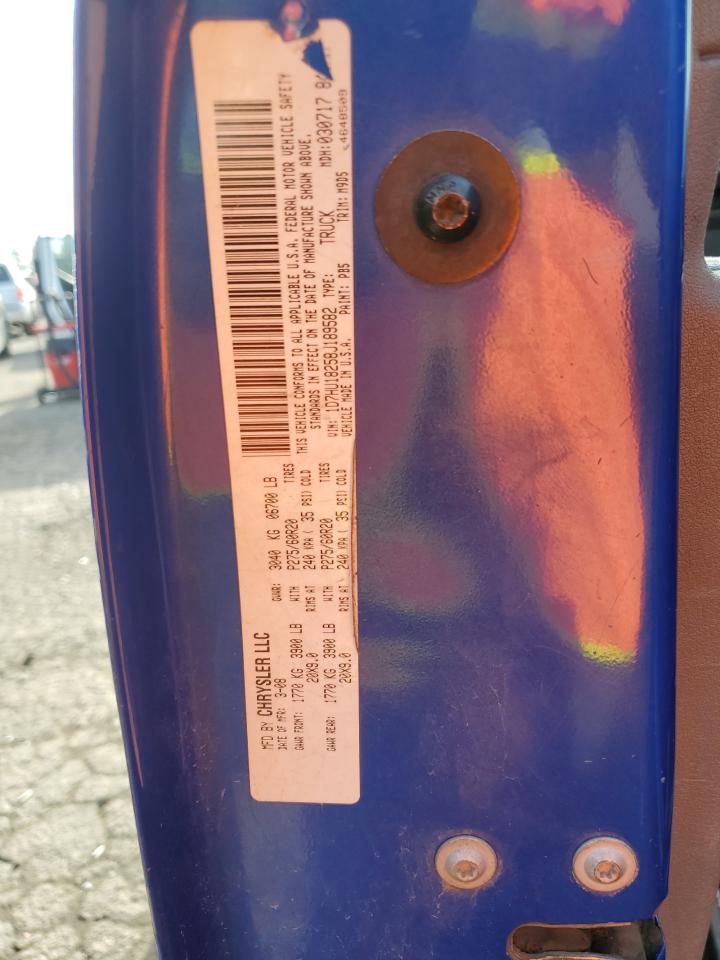 MFD BY CHRYSLER LLC
DATE OF MFR: 3-08 GVWR: 3040 KG 06700 LB
GAWR FRONT: 1770 KG 3900 LB WITH P275/60R20 TIRES
20X9.0 RIMS AT 240 KPA ( 35 PSI) COLD
GAWR REAR: 1770 KG 3900 LB WITH P275/60R20 TIRES
20X9.0 RIMS AT 240 KPA ( 35 PSI) COLD
THIS VEHICLE CONFORMS TO ALL APPLICABLE U.S.A. FEDERAL MOTOR VEHICLE SAFETY
STANDARDS IN EFFECT ON THE DATE OF MANUFACTURE SHOWN ABOVE.
VIN: 1D7HU18258J189582 TYPE: TRUCK MDH:030717
VEHICLE MADE IN U.S.A. PAINT: PB5 TRIM: M9D5 4648509